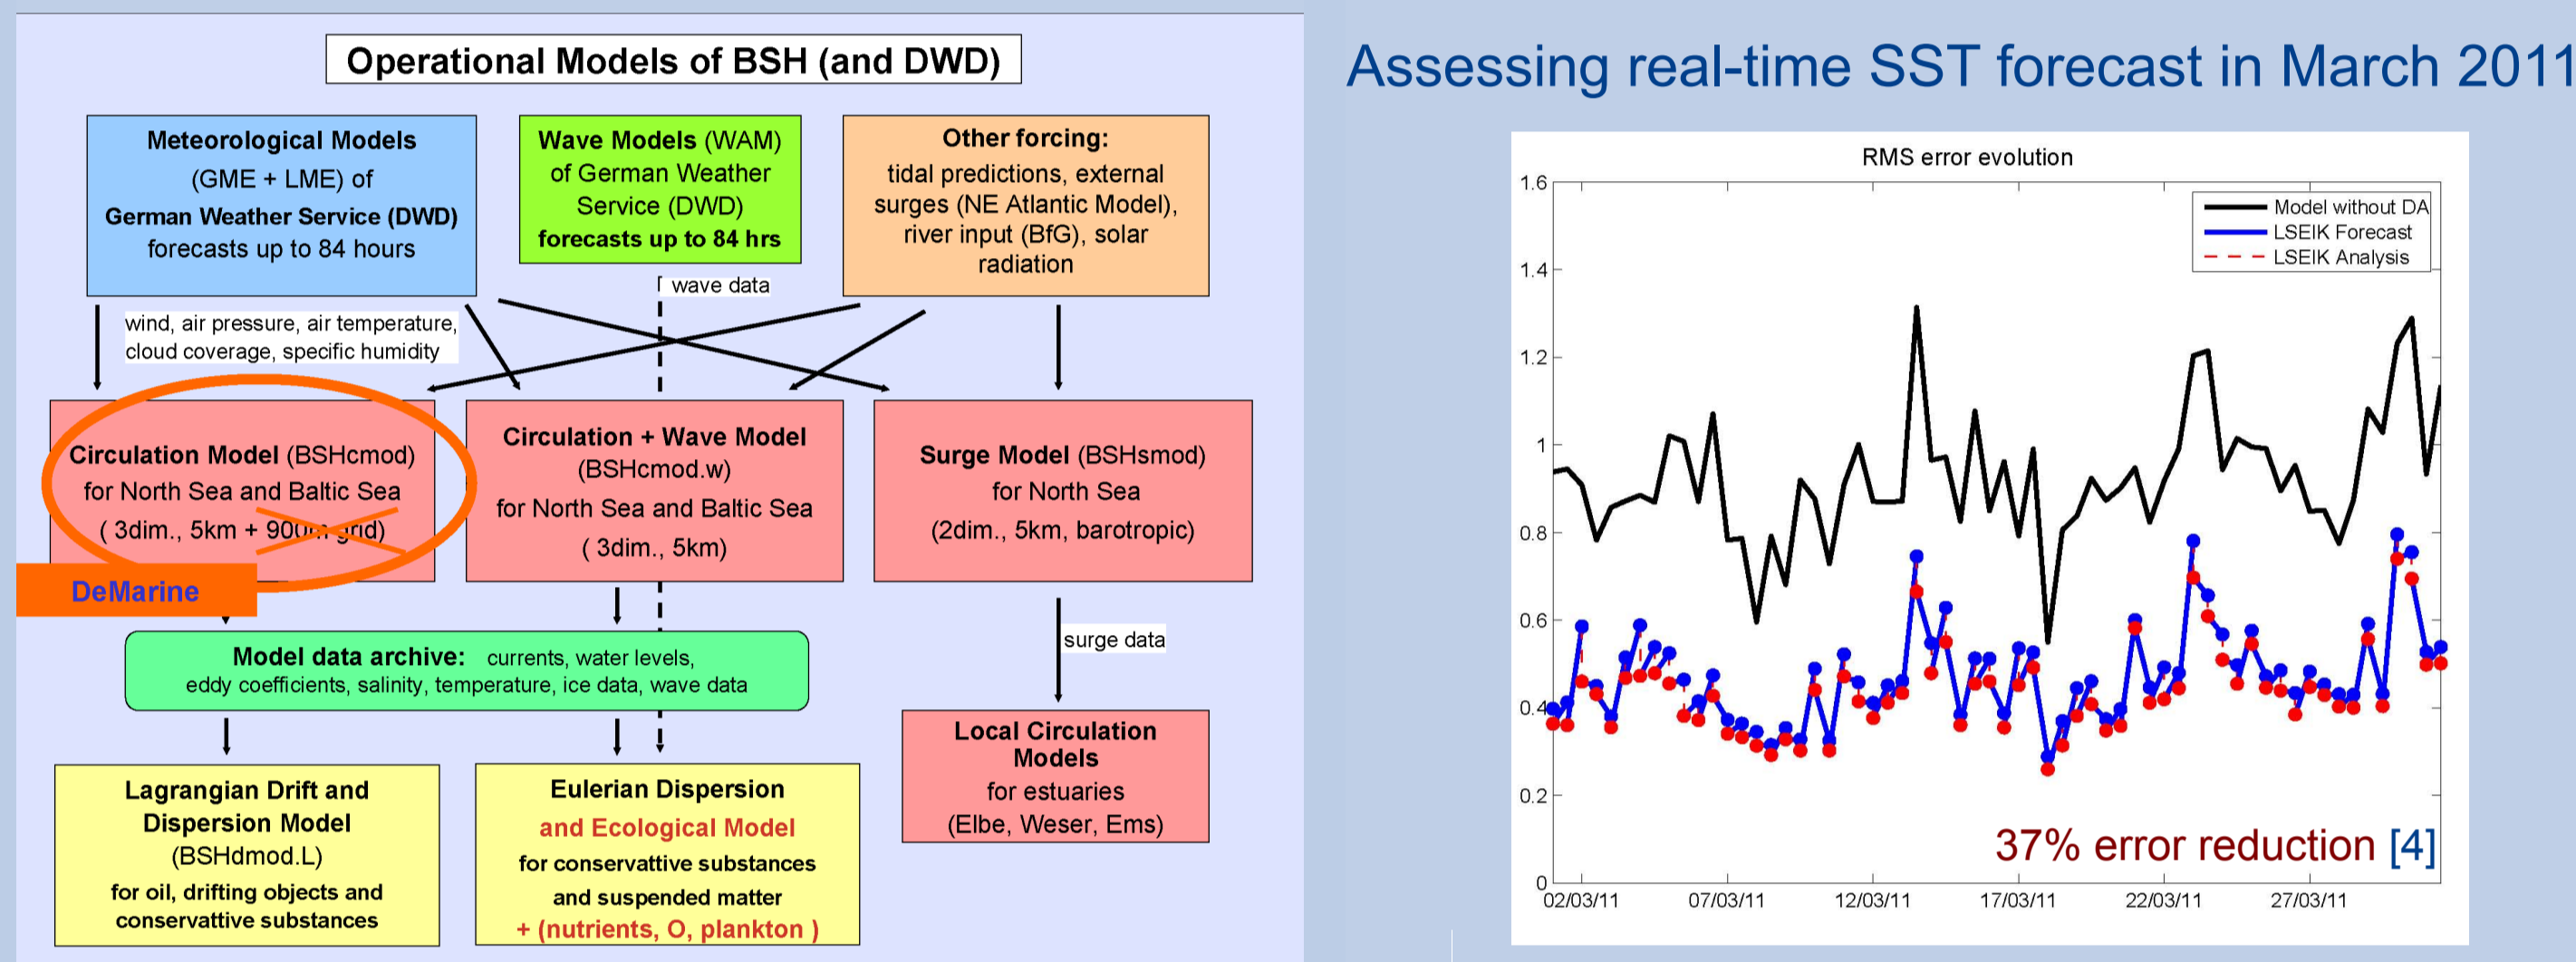 Operational Models of BSH (and DWD)
Meteorological Models
(GME + LME) of
German Weather Service (DWD)
forecasts up to 84 hours
Wave Models (WAM)
of German Weather
Service (DWD)
forecasts up to 84 hrs
Other forcing:
tidal predictions, external
surges (NE Atlantic Model),
river input (BfG), solar
radiation
wave data
wind, air pressure, air temperature,
cloud coverage, specific humidity
Circulation Model (BSHcmod)
for North Sea and Baltic Sea
( 3dim., 5km + 900m grid)
DeMarine
Circulation + Wave Model
(BSHcmod.w)
for North Sea and Baltic Sea
( 3dim., 5km)
Surge Model (BSHsmod)
for North Sea
(2dim., 5km, barotropic)
Model data archive: currents, water levels,
eddy coefficients, salinity, temperature, ice data, wave data
surge data
Lagrangian Drift and
Dispersion Model
(BSHdmod.L)
for oil, drifting objects and
conservattive substances
Eulerian Dispersion
and Ecological Model
for conservattive substances
and suspended matter
+ (nutrients, O, plankton )
Local Circulation
Models
for estuaries
(Elbe, Weser, Ems)
Assessing real-time SST forecast in March 2011
RMS error evolution
Model without DA
LSEIK Forecast
LSEIK Analysis
1.6
1.4
1.2
1
0.8
0.6
0.4
0.2
0
02/03/11 07/03/11 12/03/11 17/03/11 22/03/11 27/03/11
37% error reduction [4]